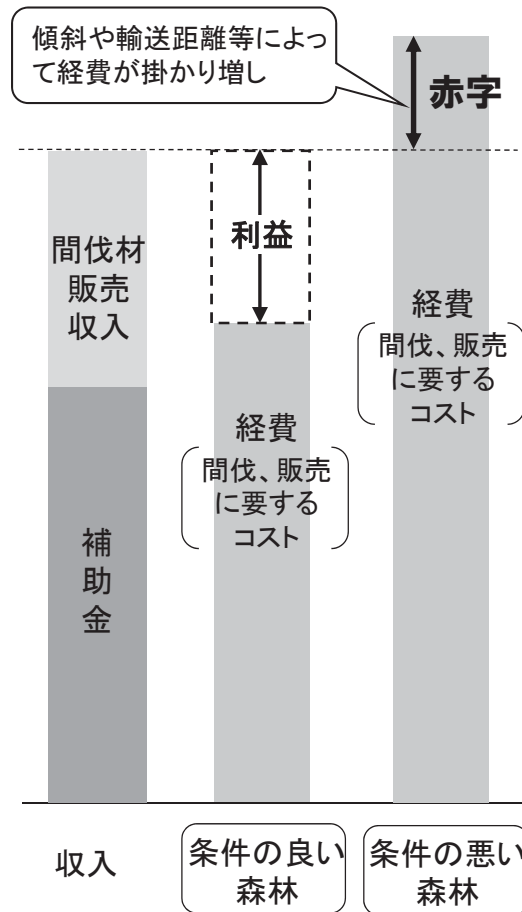 傾斜や輸送距離等によっ
て経費が掛かり増し
赤字
間伐材
販売
収入
利益
経費
間伐、販売
に要する
コスト
経費
間伐、販売
に要する
コスト
補
助
金
収入
条件の良い
森林
条件の悪い
森林